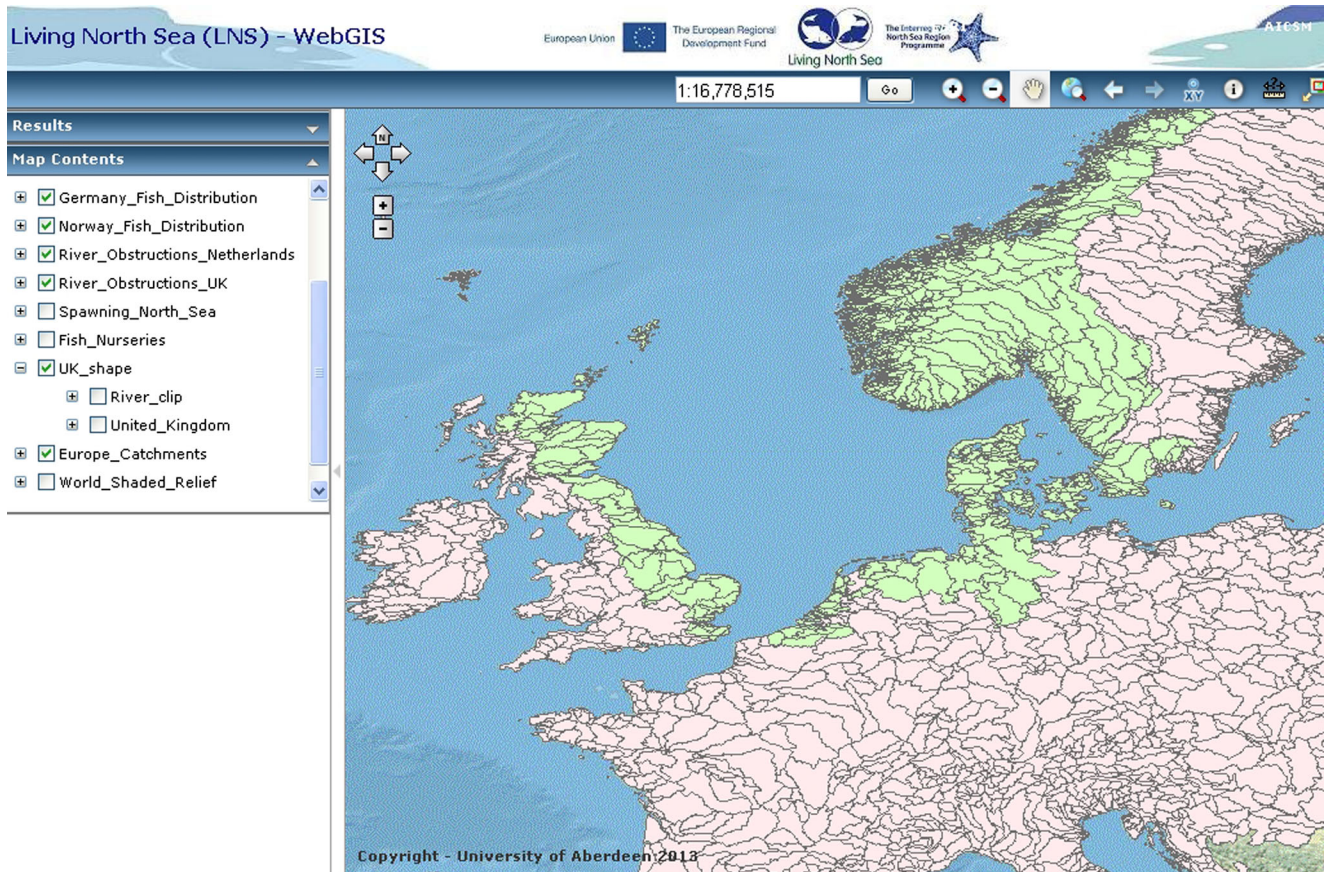 Living North Sea (LNS) - WebGIS
European Union
The European Regional
Development Fund
Living North Sea
The Interreg IVB
North Sea Region
Programme
AICSM
1:16,778,515
Go
XY
i
Results
Map Contents
Germany_Fish_Distribution
Norway_Fish_Distribution
River_Obstructions_Netherlands
River_Obstructions_UK
Spawning_North_Sea
Fish_Nurseries
UK_shape
River_clip
United_Kingdom
Europe_Catchments
World_Shaded_Relief
N
Copyright - University of Aberdeen 2013